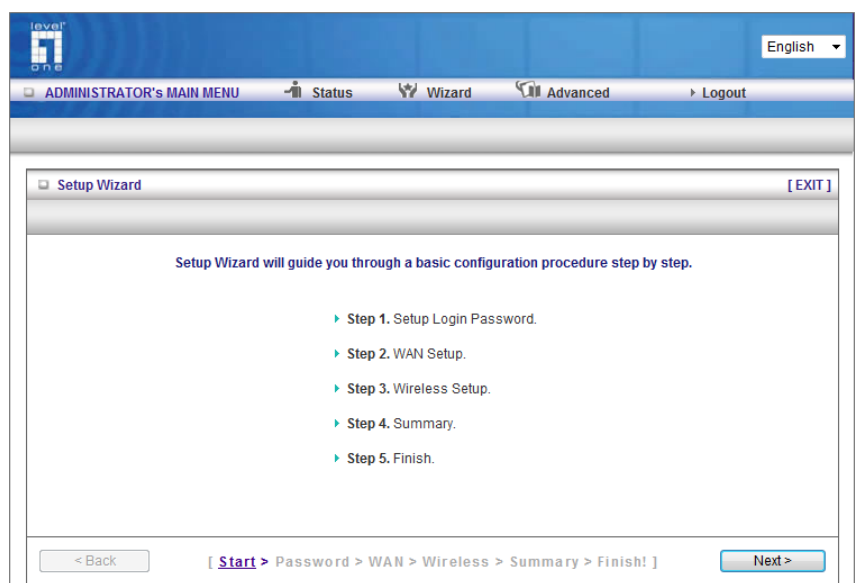 level
one
English
ADMINISTRATOR's MAIN MENU Status Wizard Advanced Logout
Setup Wizard [ EXIT ]
Setup Wizard will guide you through a basic configuration procedure step by step.
Step 1. Setup Login Password.
Step 2. WAN Setup.
Step 3. Wireless Setup.
Step 4. Summary.
Step 5. Finish.
< Back [ Start > Password > WAN > Wireless > Summary > Finish! ] Next >